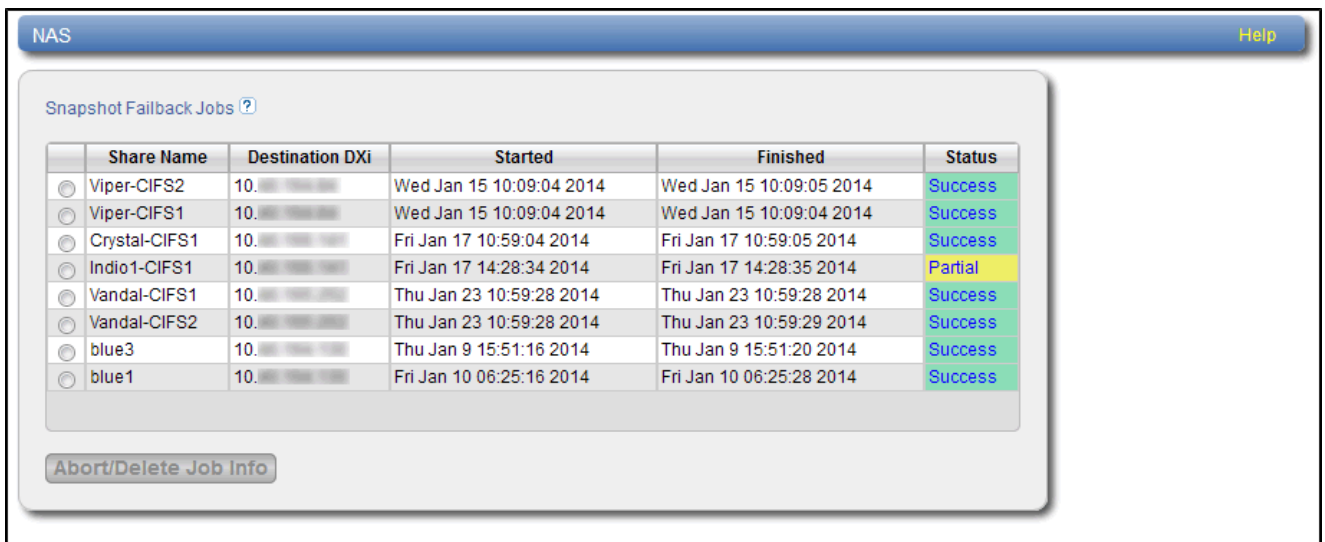 NAS Help
Snapshot Failback Jobs ?
Share Name Destination DXi Started Finished Status
Viper-CIFS2 10. Wed Jan 15 10:09:04 2014 Wed Jan 15 10:09:05 2014 Success
Viper-CIFS1 10. Wed Jan 15 10:09:04 2014 Wed Jan 15 10:09:04 2014 Success
Crystal-CIFS1 10. Fri Jan 17 10:59:04 2014 Fri Jan 17 10:59:05 2014 Success
Indio1-CIFS1 10. Fri Jan 17 14:28:34 2014 Fri Jan 17 14:28:35 2014 Partial
Vandal-CIFS1 10. Thu Jan 23 10:59:28 2014 Thu Jan 23 10:59:28 2014 Success
Vandal-CIFS2 10. Thu Jan 23 10:59:28 2014 Thu Jan 23 10:59:29 2014 Success
blue3 10. Thu Jan 9 15:51:16 2014 Thu Jan 9 15:51:20 2014 Success
blue1 10. Fri Jan 10 06:25:16 2014 Fri Jan 10 06:25:28 2014 Success
Abort/Delete Job Info